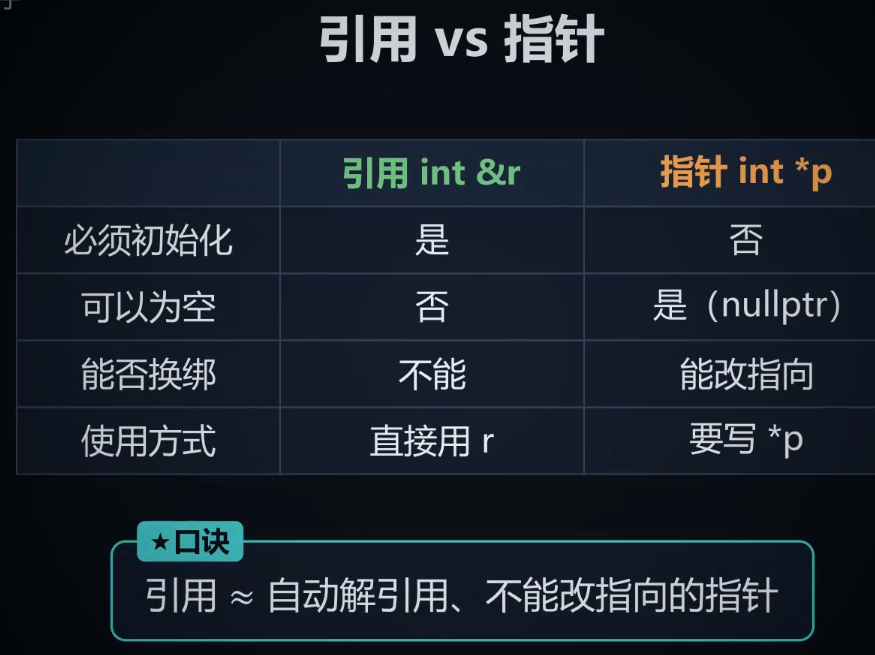 引用 vs 指针
引用 int &r
指针 int *p
必须初始化
是
否
可以为空
否
是（nullptr）
能否换绑
不能
能改指向
使用方式
直接用 r
要写 *p
★口诀
引用 ≈ 自动解引用、不能改指向的指针